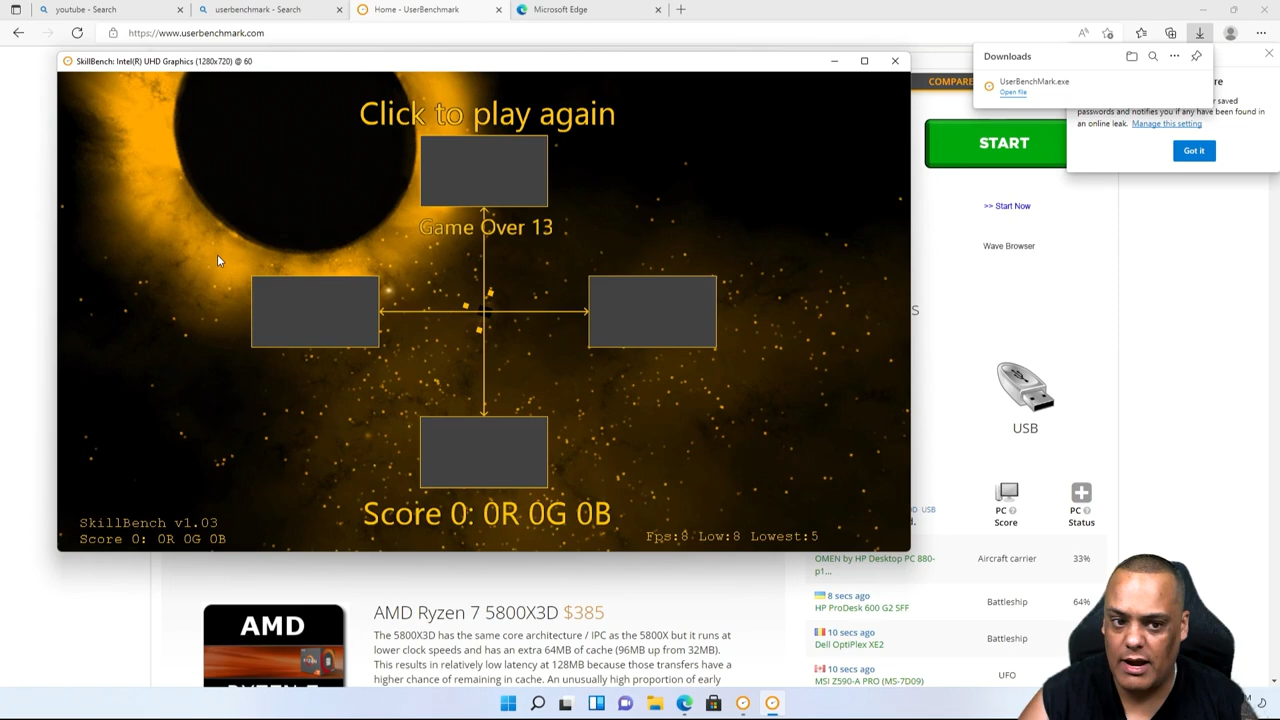 youtube - Search
userbenchmark - Search
Home - UserBenchmark
Microsoft Edge
https://www.userbenchmark.com
SkillBench: Intel(R) UHD Graphics (1280x720) @ 60
Downloads
UserBenchMark.exe
Open file
COMPARE
re
r saved
passwords and notifies you if any have been found in
an online leak. Manage this setting
Got it
START
>> Start Now
Wave Browser
Click to play again
Game Over 13
Score 0: 0R 0G 0B
SkillBench v1.03
Score 0: 0R 0G 0B
Fps:8 Low:8 Lowest:5
S
USB
D USB
d.
PC
Score
PC
Status
OMEN by HP Desktop PC 880-
p1...
Aircraft carrier
33%
8 secs ago
HP ProDesk 600 G2 SFF
Battleship
64%
10 secs ago
Dell OptiPlex XE2
Battleship
10 secs ago
MSI Z590-A PRO (MS-7D09)
UFO
AMD
AMD Ryzen 7 5800X3D $385
The 5800X3D has the same core architecture / IPC as the 5800X but it runs at
lower clock speeds and has an extra 64MB of cache (96MB up from 32MB).
This results in relatively low latency at 128MB because those transfers have a
higher chance of remaining in cache. An unusually high proportion of early